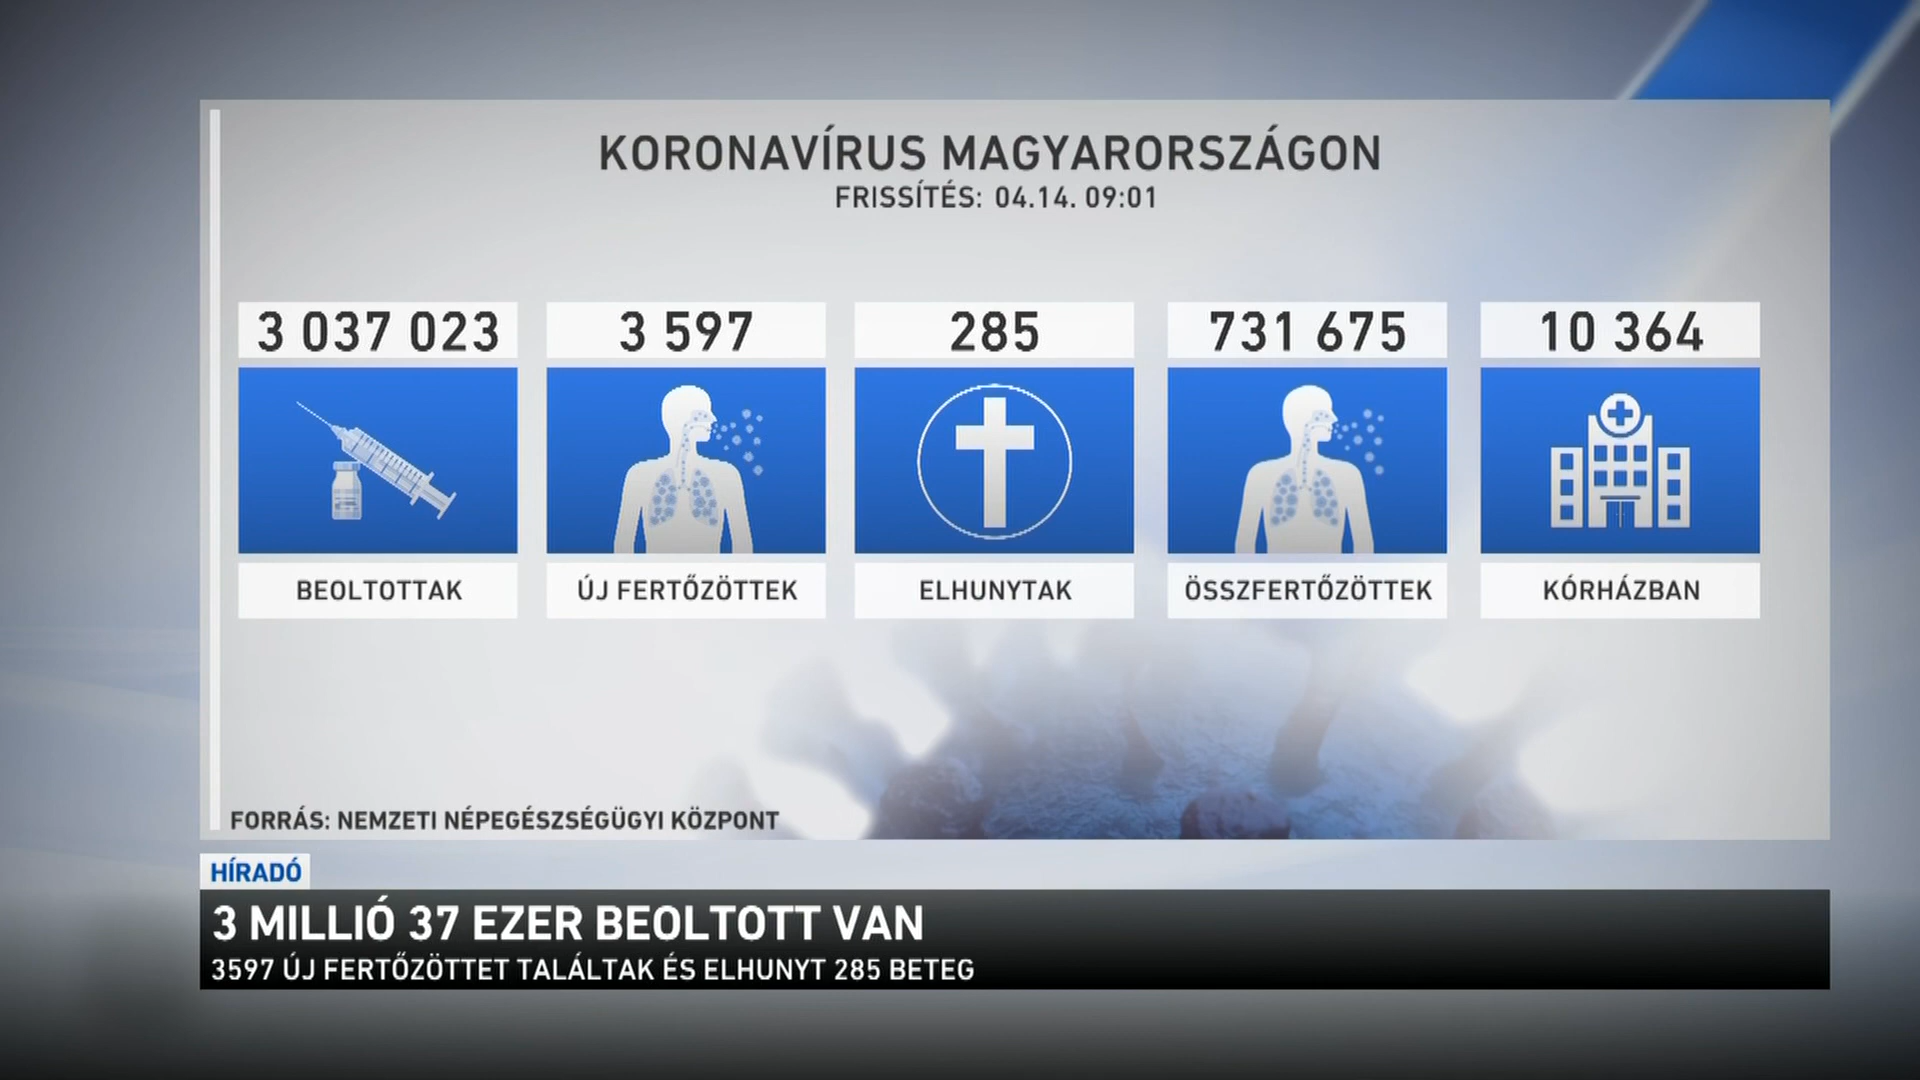 KORONAVÍRUS MAGYARORSZÁGON
FRISSÍTÉS: 04.14. 09:01
3 037 023
3 597
285
731 675
10 364
BEOLTOTTAK
ÚJ FERTŐZÖTTEK
ELHUNYTAK
ÖSSZFERTŐZÖTTEK
KÓRHÁZBAN
FORRÁS: NEMZETI NÉPEGÉSZSÉGÜGYI KÖZPONT
HÍRADÓ
3 MILLIÓ 37 EZER BEOLTOTT VAN
3597 ÚJ FERTŐZÖTTET TALÁLTAK ÉS ELHUNYT 285 BETEG